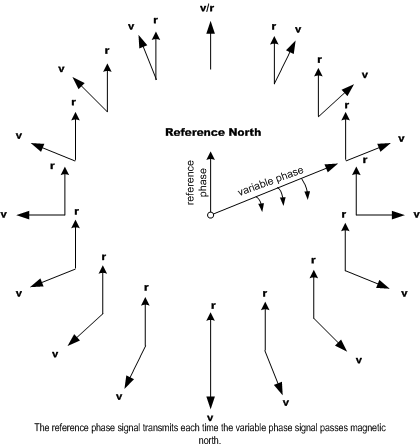 v/r
v r
r v
v r
r v
r
r
v
Reference North
v
r
r
variable phase
reference
phase
v
r
r
v
r
r
v
v
r
r
r
v
v
v
v
v
The reference phase signal transmits each time the variable phase signal passes magnetic
north.